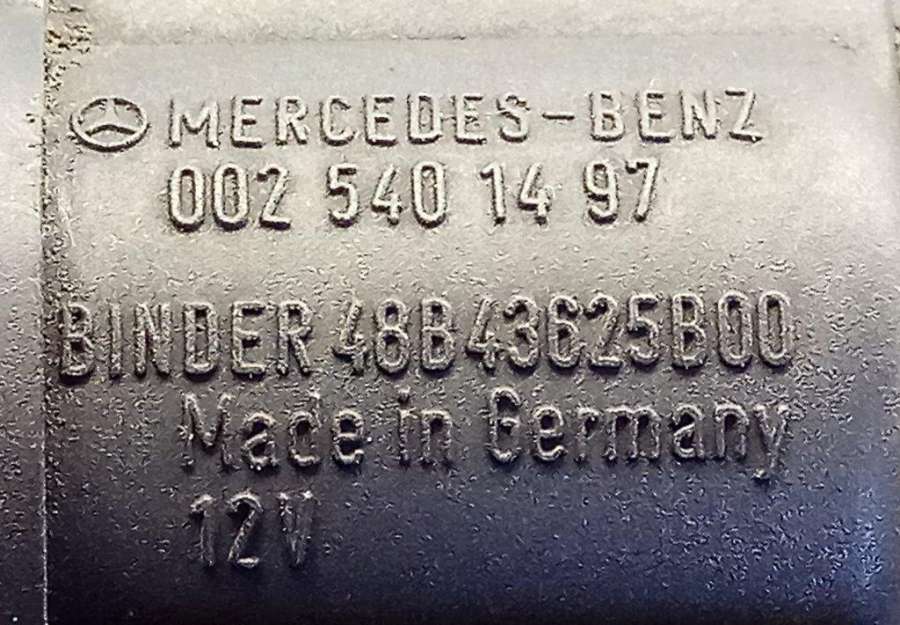 MERCEDES-BENZ
002 540 14 97
BINDER 48B43625B00
Made in Germany
12V